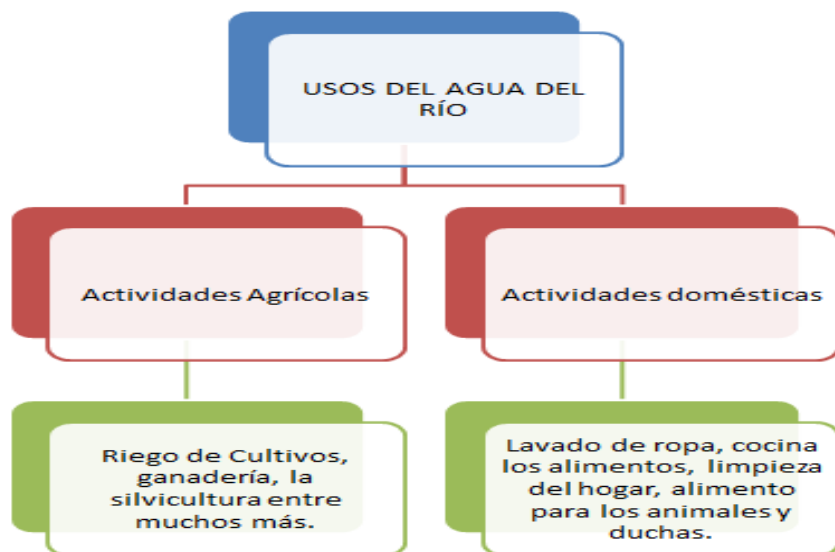 USOS DEL AGUA DEL
RÍO
Actividades Agrícolas
Actividades domésticas
Riego de Cultivos,
ganadería, la
silvicultura entre
muchos más.
Lavado de ropa, cocina
los alimentos, limpieza
del hogar, alimento
para los animales y
duchas.